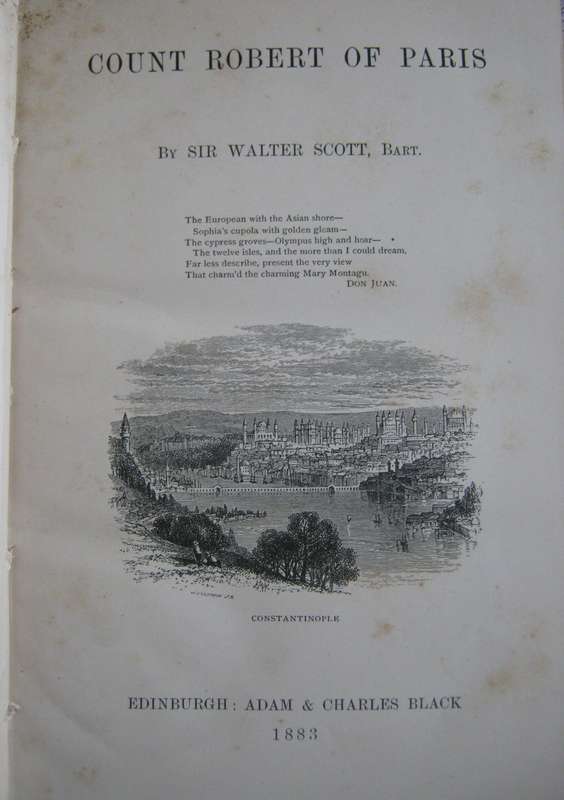 COUNT ROBERT OF PARIS
By SIR WALTER SCOTT, Bart.
The European with the Asian shore—
Sophia's cupola with golden gleam—
The cypress groves—Olympus high and hoar—
The twelve isles, and the more than I could dream,
Far less describe, present the very view
That charm'd the charming Mary Montagu.
Don Juan.
CONSTANTINOPLE
EDINBURGH: ADAM & CHARLES BLACK
1883